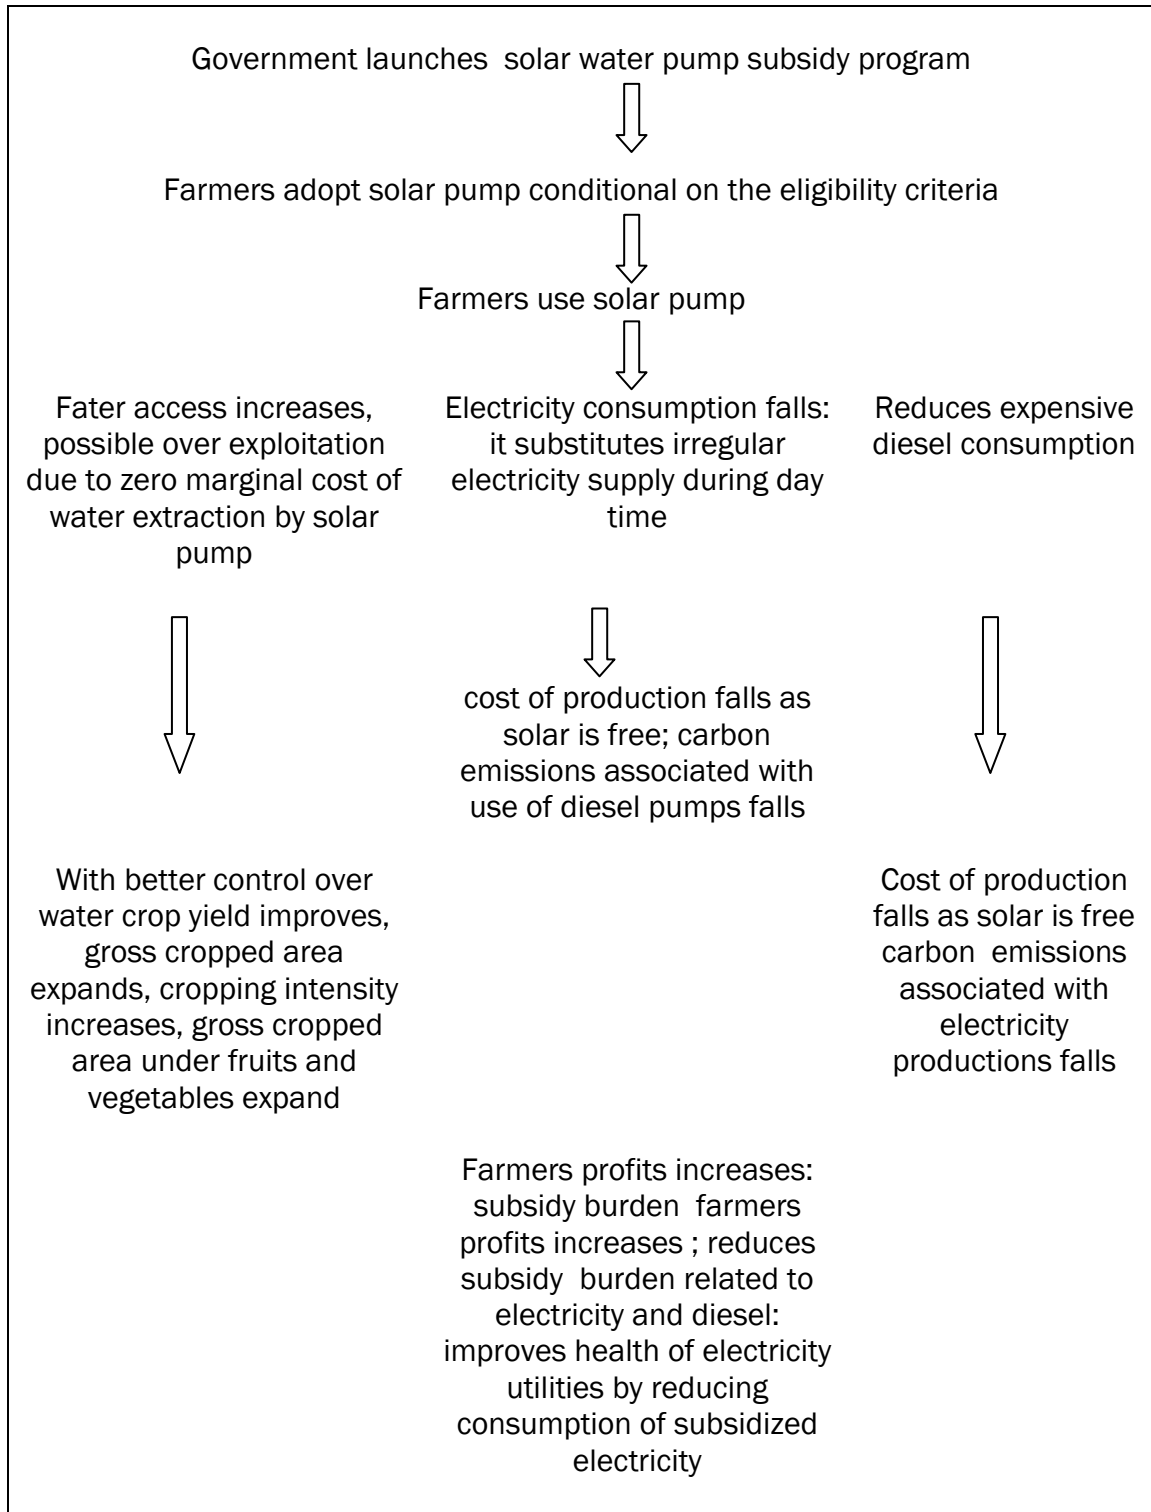 Government launches solar water pump subsidy program
Farmers adopt solar pump conditional on the eligibility criteria
Farmers use solar pump
Fater access increases,
possible over exploitation
due to zero marginal cost of
water extraction by solar
pump
Electricity consumption falls:
it substitutes irregular
electricity supply during day
time
Reduces expensive
diesel consumption
cost of production falls as
solar is free; carbon
emissions associated with
use of diesel pumps falls
With better control over
water crop yield improves,
gross cropped area
expands, cropping intensity
increases, gross cropped
area under fruits and
vegetables expand
Cost of production
falls as solar is free
carbon emissions
associated with
electricity
productions falls
Farmers profits increases:
subsidy burden farmers
profits increases ; reduces
subsidy burden related to
electricity and diesel:
improves health of electricity
utilities by reducing
consumption of subsidized
electricity